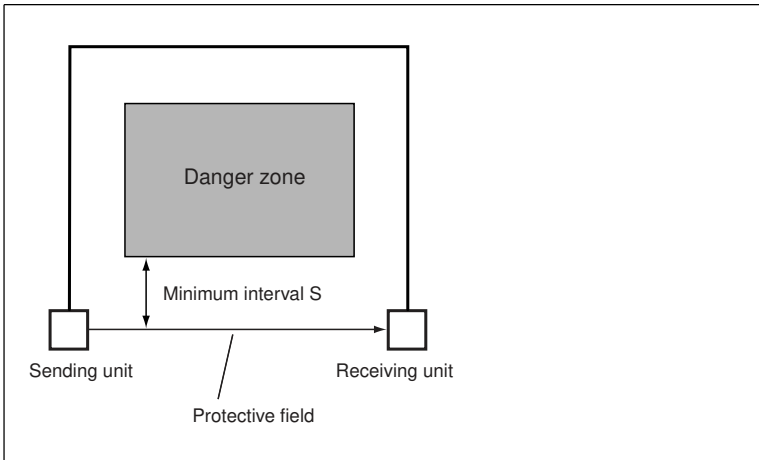 Danger zone
Minimum interval S
Sending unit
Receiving unit
Protective field